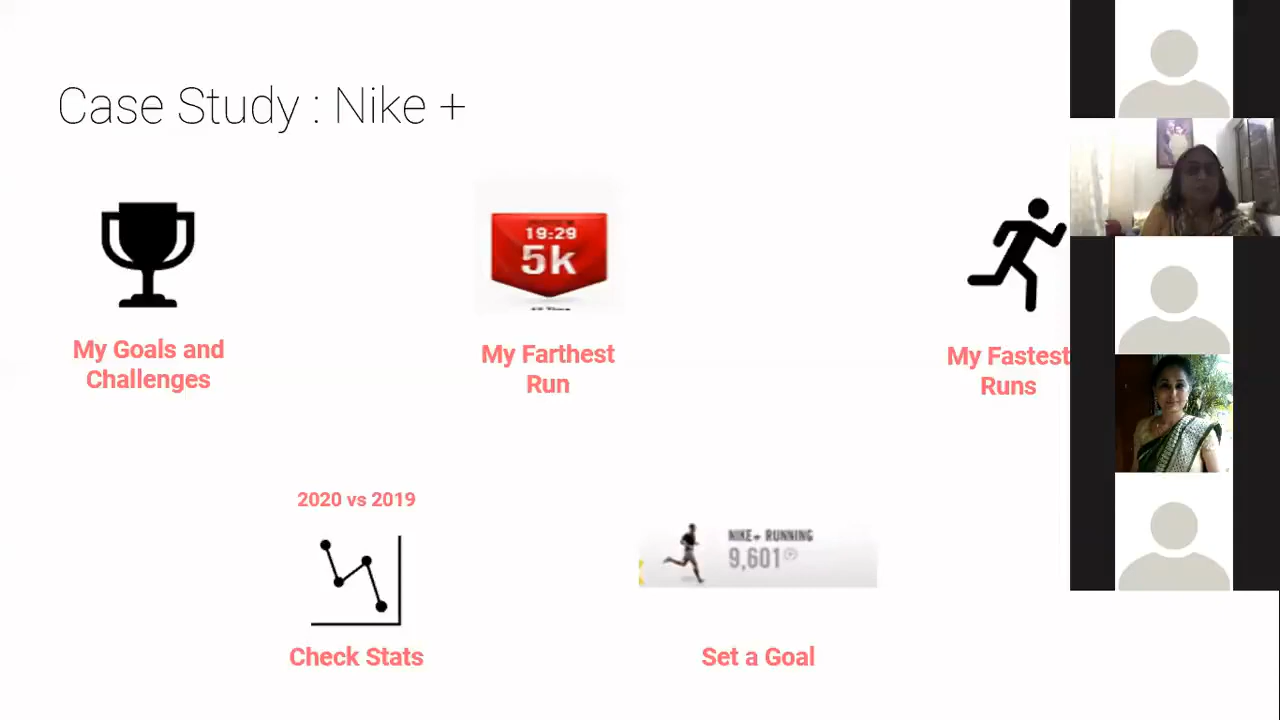 Case Study : Nike +
19:29
5k
My Goals and
Challenges
My Farthest
Run
My Fastest
Runs
2020 vs 2019
Check Stats
NIKE+ RUNNING
9,601
Set a Goal